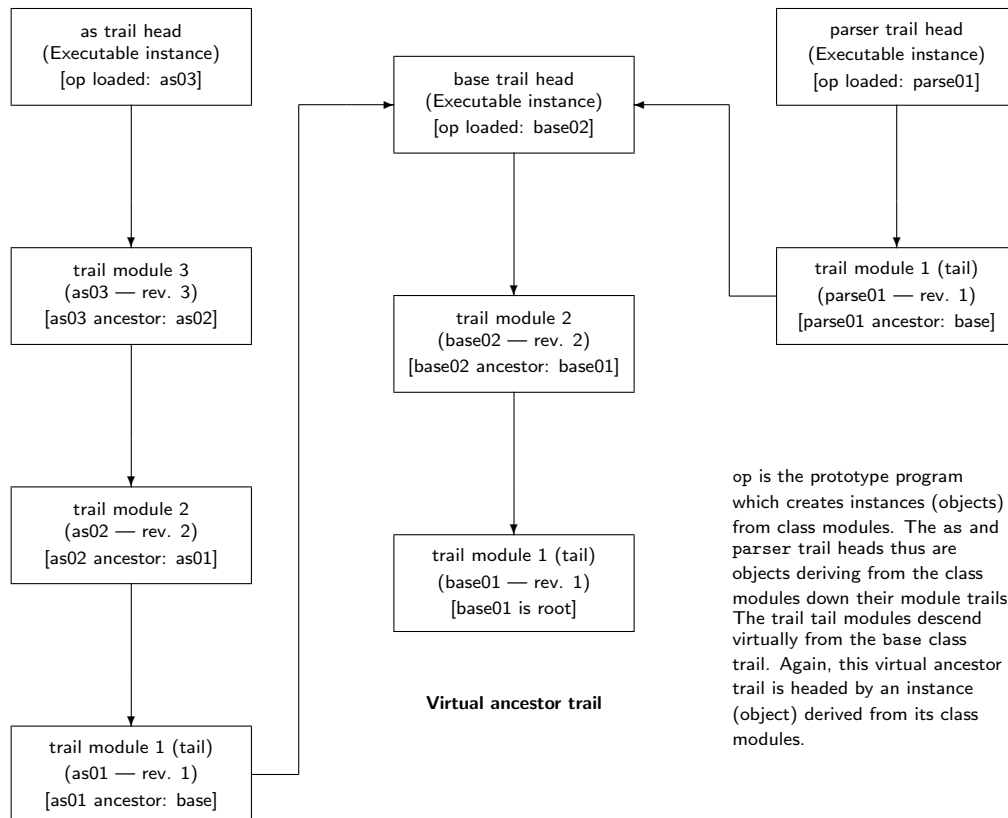 as trail head
(Executable instance)
[op loaded: as03]
trail module 3
(as03 — rev. 3)
[as03 ancestor: as02]
trail module 2
(as02 — rev. 2)
[as02 ancestor: as01]
trail module 1 (tail)
(as01 — rev. 1)
[as01 ancestor: base]
base trail head
(Executable instance)
[op loaded: base02]
trail module 2
(base02 — rev. 2)
[base02 ancestor: base01]
trail module 1 (tail)
(base01 — rev. 1)
[base01 is root]
Virtual ancestor trail
parser trail head
(Executable instance)
[op loaded: parse01]
trail module 1 (tail)
(parse01 — rev. 1)
[parse01 ancestor: base]
op is the prototype program
which creates instances (objects)
from class modules. The as and
parser trail heads thus are
objects deriving from the class
modules down their module trails
The trail tail modules descend
virtually from the base class
trail. Again, this virtual ancestor
trail is headed by an instance
(object) derived from its class
modules.